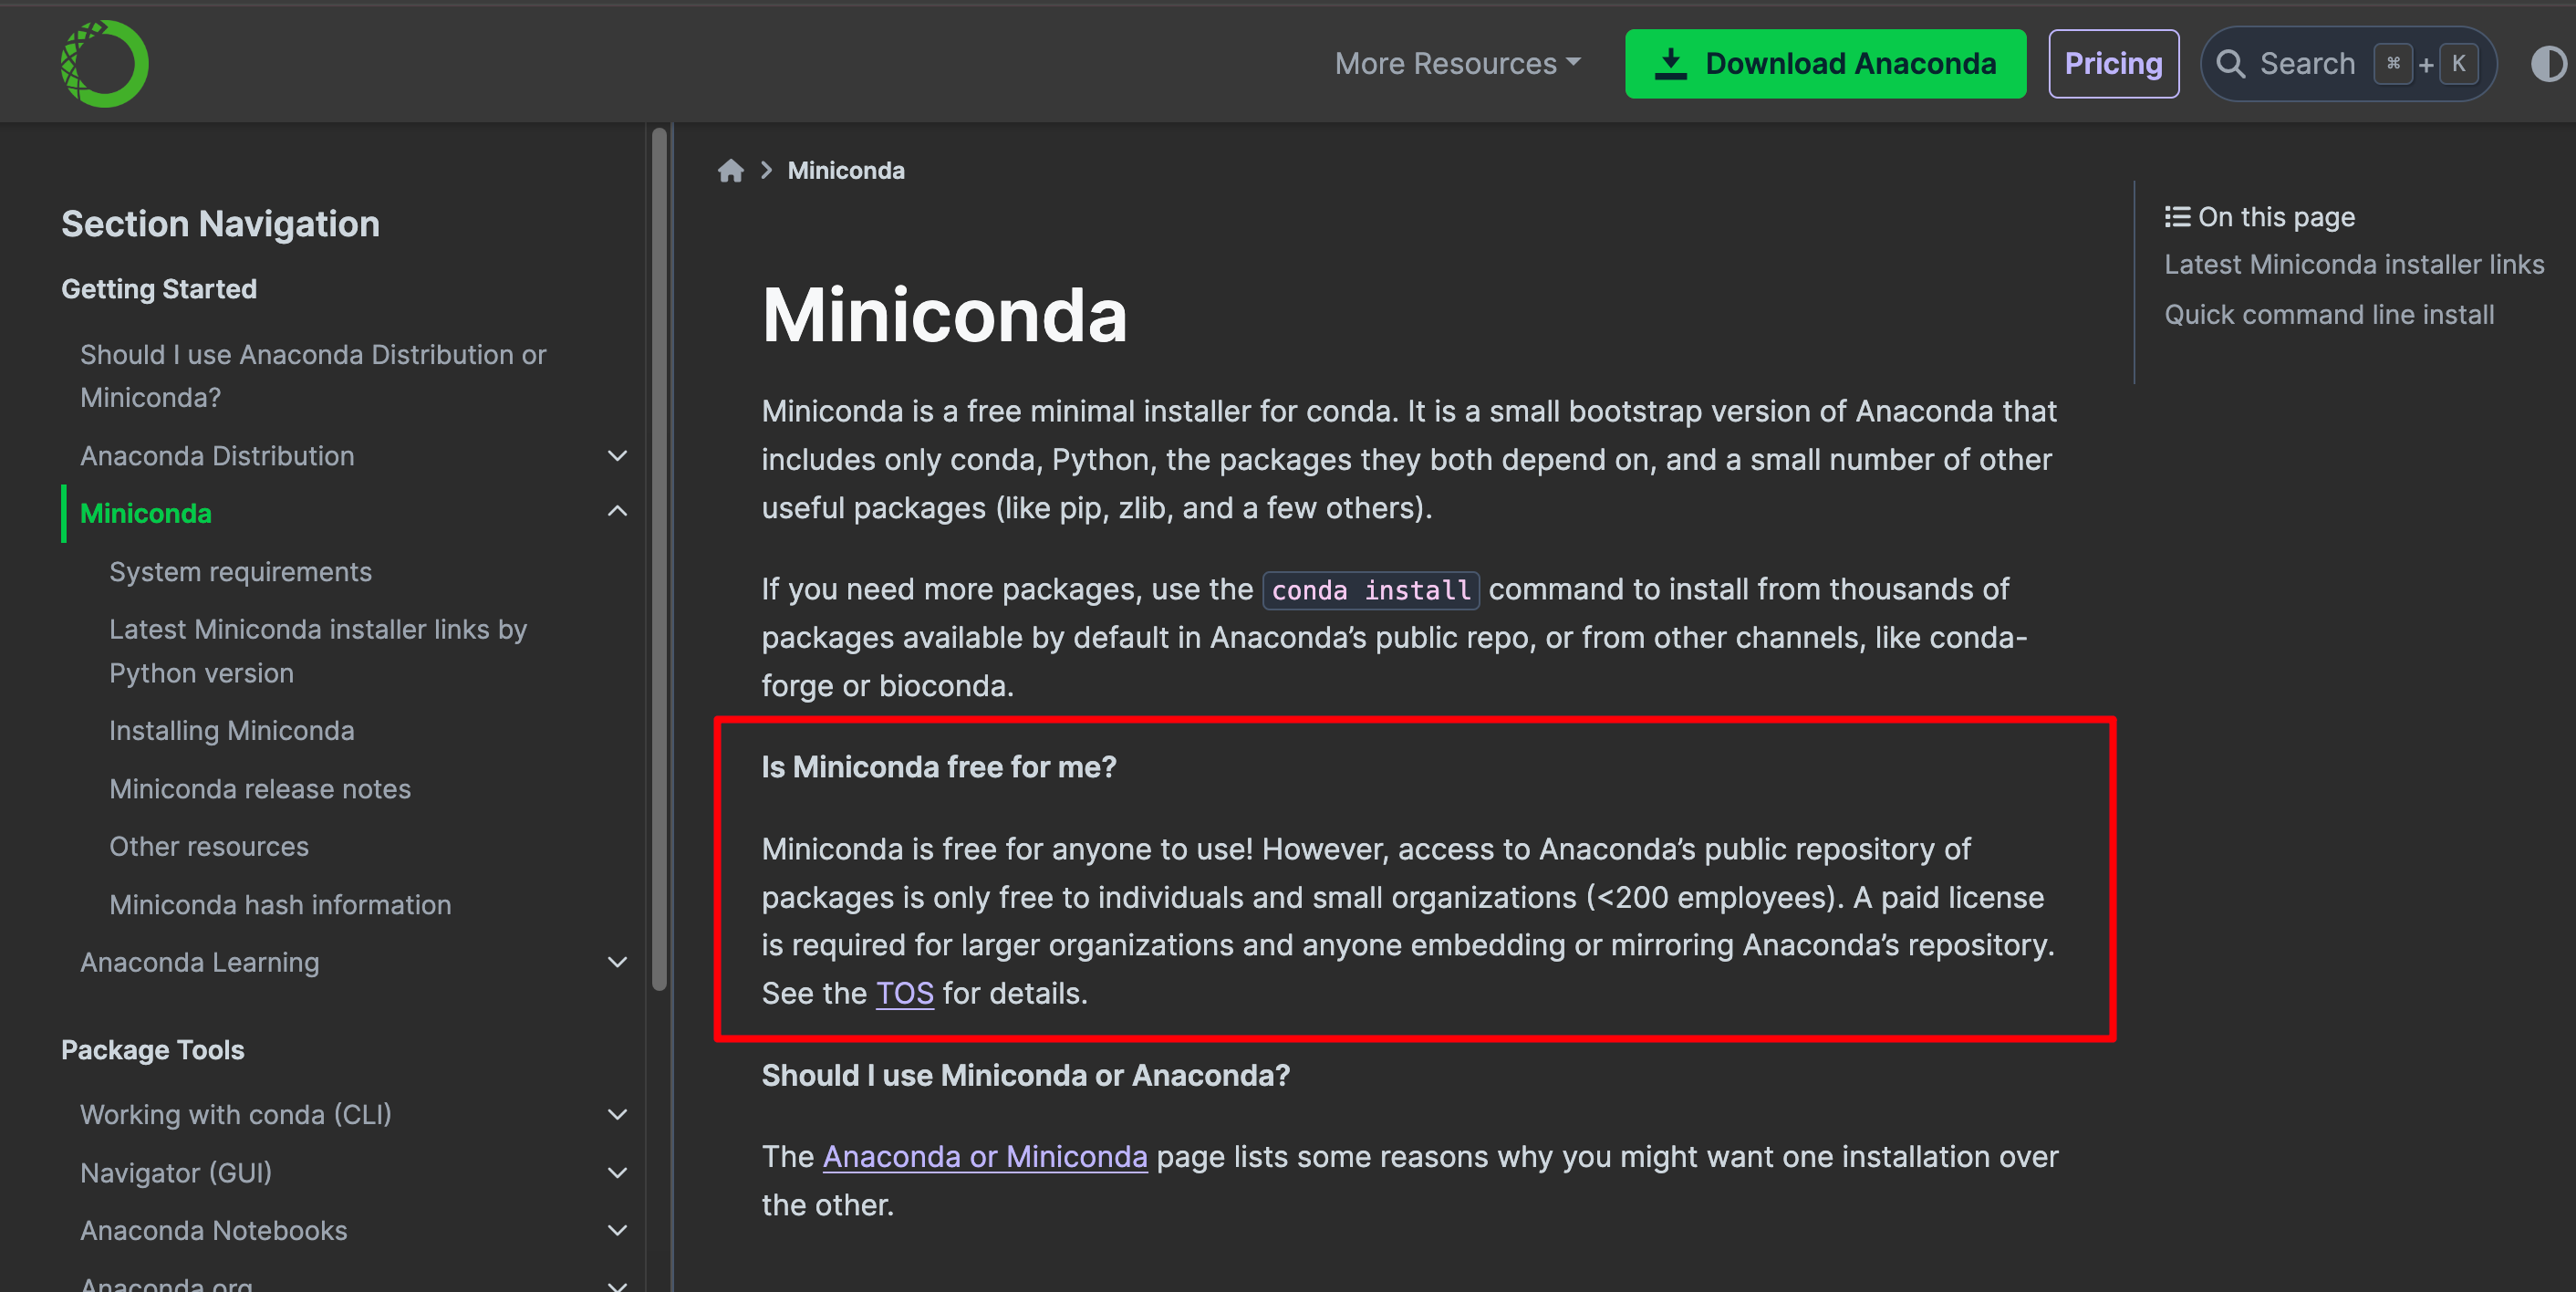 More Resources
Download Anaconda
Pricing
Search ⌘ + K
Section Navigation
Getting Started
Should I use Anaconda Distribution or
Miniconda?
Anaconda Distribution
Miniconda
System requirements
Latest Miniconda installer links by
Python version
Installing Miniconda
Miniconda release notes
Other resources
Miniconda hash information
Anaconda Learning
Package Tools
Working with conda (CLI)
Navigator (GUI)
Anaconda Notebooks
Anaconda.org
Miniconda
Miniconda
Miniconda is a free minimal installer for conda. It is a small bootstrap version of Anaconda that
includes only conda, Python, the packages they both depend on, and a small number of other
useful packages (like pip, zlib, and a few others).
If you need more packages, use the conda install command to install from thousands of
packages available by default in Anaconda’s public repo, or from other channels, like conda-
forge or bioconda.
Is Miniconda free for me?
Miniconda is free for anyone to use! However, access to Anaconda’s public repository of
packages is only free to individuals and small organizations (<200 employees). A paid license
is required for larger organizations and anyone embedding or mirroring Anaconda’s repository.
See the TOS for details.
Should I use Miniconda or Anaconda?
The Anaconda or Miniconda page lists some reasons why you might want one installation over
the other.
On this page
Latest Miniconda installer links
Quick command line install